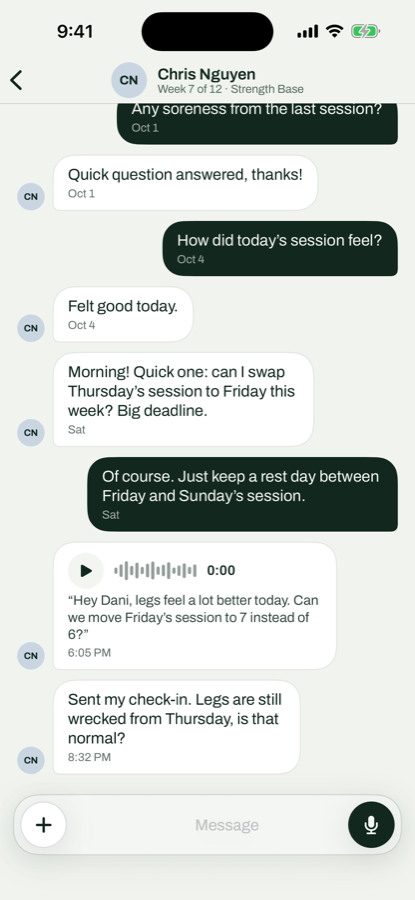 9:41
CN
Chris Nguyen
Week 7 of 12 · Strength Base
Any soreness from the last session?
Oct 1
Quick question answered, thanks!
Oct 1
CN
How did today’s session feel?
Oct 4
Felt good today.
Oct 4
CN
Morning! Quick one: can I swap
Thursday’s session to Friday this
week? Big deadline.
Sat
CN
Of course. Just keep a rest day between
Friday and Sunday’s session.
Sat
0:00
“Hey Dani, legs feel a lot better today. Can
we move Friday’s session to 7 instead of
6?”
6:05 PM
CN
Sent my check-in. Legs are still
wrecked from Thursday, is that
normal?
8:32 PM
CN
Message